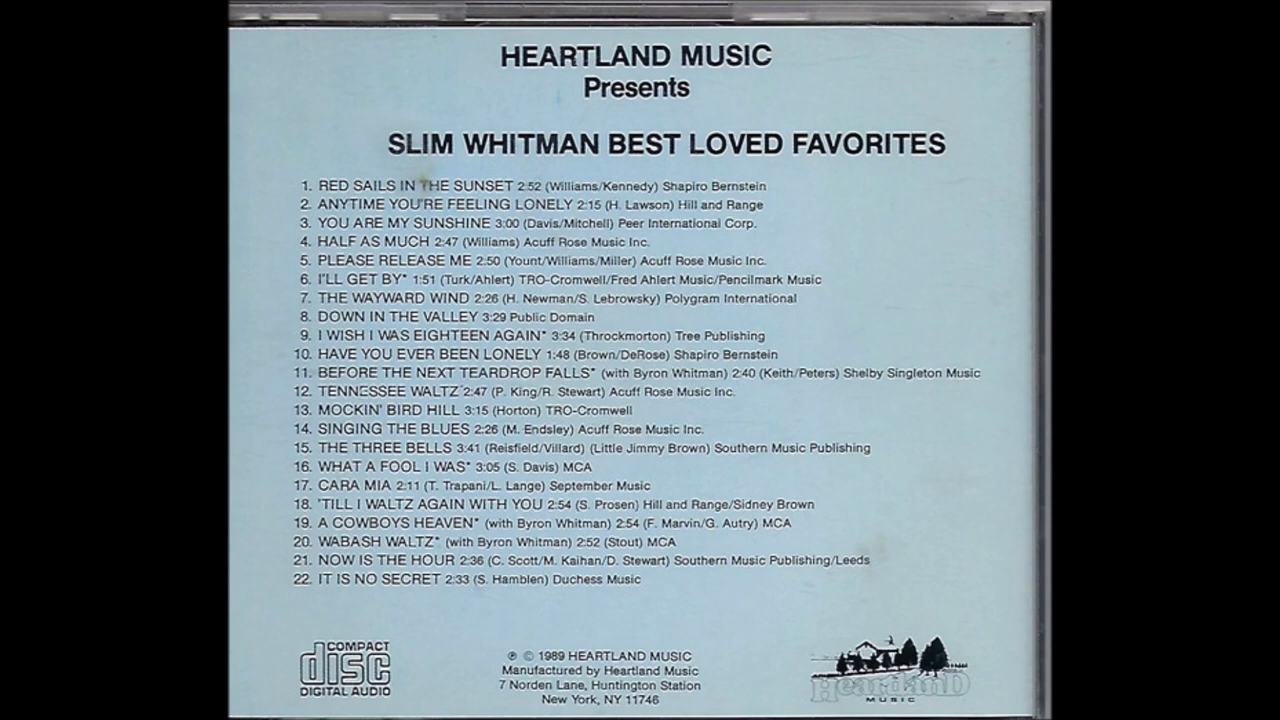 HEARTLAND MUSIC
Presents
SLIM WHITMAN BEST LOVED FAVORITES
1. RED SAILS IN THE SUNSET 2:52 (Williams/Kennedy) Shapiro Bernstein
2. ANYTIME YOU'RE FEELING LONELY 2:15 (H. Lawson) Hill and Range
3. YOU ARE MY SUNSHINE 3:00 (Davis/Mitchell) Peer International Corp.
4. HALF AS MUCH 2:47 (Williams) Acuff Rose Music Inc.
5. PLEASE RELEASE ME 2:50 (Yount/Williams/Miller) Acuff Rose Music Inc.
6. I'LL GET BY* 1:51 (Turk/Ahlert) TRO-Cromwell/Fred Ahlert Music/Pencilmark Music
7. THE WAYWARD WIND 2:26 (H. Newman/S. Lebrowsky) Polygram International
8. DOWN IN THE VALLEY 3:29 Public Domain
9. I WISH I WAS EIGHTEEN AGAIN* 3:34 (Throckmorton) Tree Publishing
10. HAVE YOU EVER BEEN LONELY 1:48 (Brown/DeRose) Shapiro Bernstein
11. BEFORE THE NEXT TEARDROP FALLS* (with Byron Whitman) 2:40 (Keith/Peters) Shelby Singleton Music
12. TENNESSEE WALTZ 2:47 (P. King/R. Stewart) Acuff Rose Music Inc.
13. MOCKIN' BIRD HILL 3:15 (Horton) TRO-Cromwell
14. SINGING THE BLUES 2:26 (M. Endsley) Acuff Rose Music Inc.
15. THE THREE BELLS 3:41 (Reisfield/Villard) (Little Jimmy Brown) Southern Music Publishing
16. WHAT A FOOL I WAS* 3:05 (S. Davis) MCA
17. CARA MIA 2:11 (T. Trapani/L. Lange) September Music
18. 'TILL I WALTZ AGAIN WITH YOU 2:54 (S. Prosen) Hill and Range/Sidney Brown
19. A COWBOYS HEAVEN* (with Byron Whitman) 2:54 (F. Marvin/G. Autry) MCA
20. WABASH WALTZ* (with Byron Whitman) 2:52 (Stout) MCA
21. NOW IS THE HOUR 2:36 (C. Scott/M. Kaihan/D. Stewart) Southern Music Publishing/Leeds
22. IT IS NO SECRET 2:33 (S. Hamblen) Duchess Music
COMPACT
disc
DIGITAL AUDIO
℗ © 1989 HEARTLAND MUSIC
Manufactured by Heartland Music
7 Norden Lane, Huntington Station
New York, NY 11746
HeartlanD
MUSIC